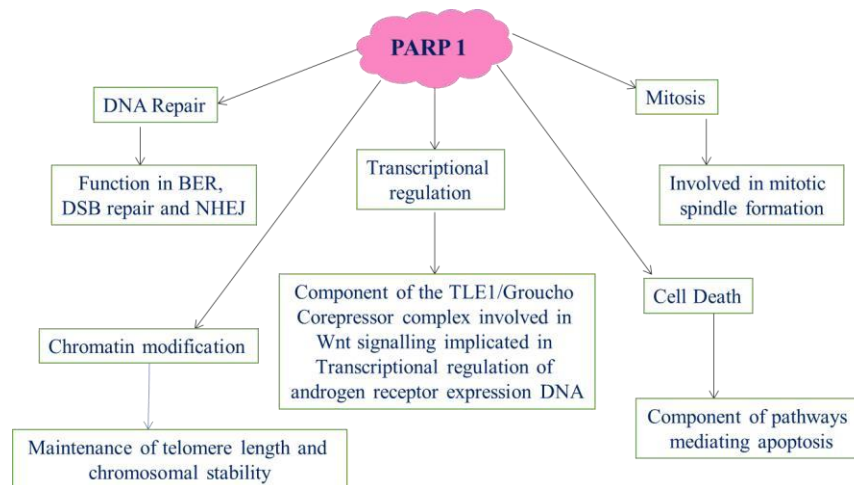 PARP 1
DNA Repair
Mitosis
Function in BER,
DSB repair and NHEJ
Transcriptional
regulation
Involved in mitotic
spindle formation
Chromatin modification
Component of the TLE1/Groucho
Corepressor complex involved in
Wnt signalling implicated in
Transcriptional regulation of
androgen receptor expression DNA
Cell Death
Maintenance of telomere length and
chromosomal stability
Component of pathways
mediating apoptosis